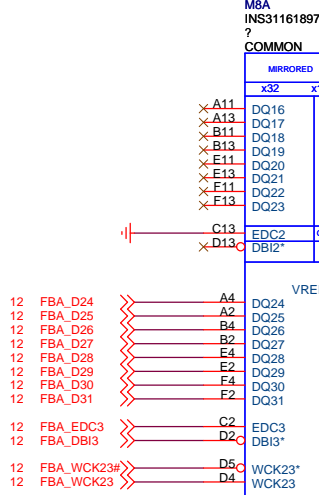 M8A
INS31161897
?
COMMON
MIRRORED
x32 x1
A11 DQ16
A13 DQ17
B11 DQ18
B13 DQ19
E11 DQ20
E13 DQ21
F11 DQ22
F13 DQ23
C13 EDC2
D13 DBI2*
VREF
12 FBA_D24 A4 DQ24
12 FBA_D25 A2 DQ25
12 FBA_D26 B4 DQ26
12 FBA_D27 B2 DQ27
12 FBA_D28 E4 DQ28
12 FBA_D29 E2 DQ29
12 FBA_D30 F4 DQ30
12 FBA_D31 F2 DQ31
12 FBA_EDC3 C2 EDC3
12 FBA_DBI3 D2 DBI3*
12 FBA_WCK23# D5 WCK23*
12 FBA_WCK23 D4 WCK23